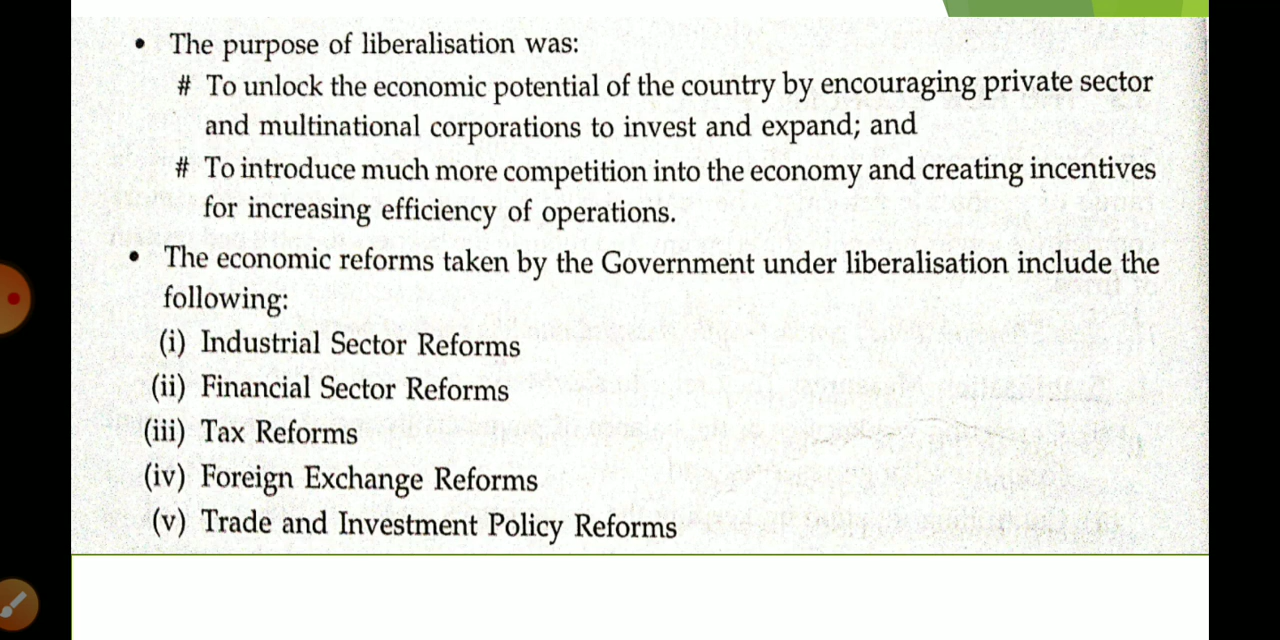 • The purpose of liberalisation was:
# To unlock the economic potential of the country by encouraging private sector
and multinational corporations to invest and expand; and
# To introduce much more competition into the economy and creating incentives
for increasing efficiency of operations.
• The economic reforms taken by the Government under liberalisation include the
following:
(i) Industrial Sector Reforms
(ii) Financial Sector Reforms
(iii) Tax Reforms
(iv) Foreign Exchange Reforms
(v) Trade and Investment Policy Reforms